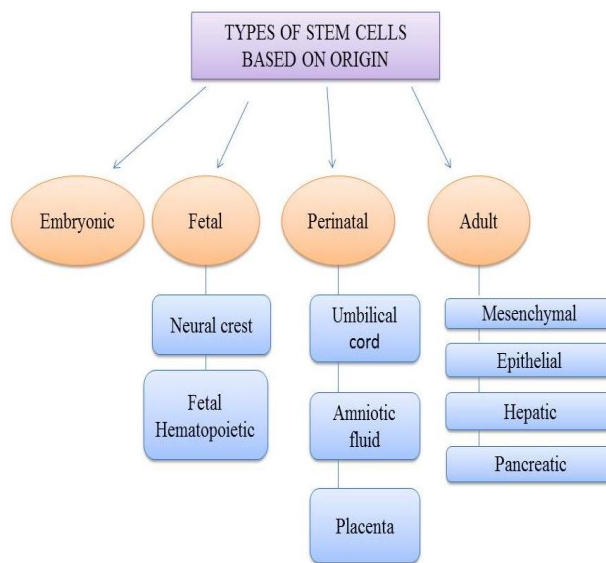 TYPES OF STEM CELLS
BASED ON ORIGIN
Embryonic
Fetal
Perinatal
Adult
Neural crest
Fetal
Hematopoietic
Umbilical
cord
Amniotic
fluid
Placenta
Mesenchymal
Epithelial
Hepatic
Pancreatic